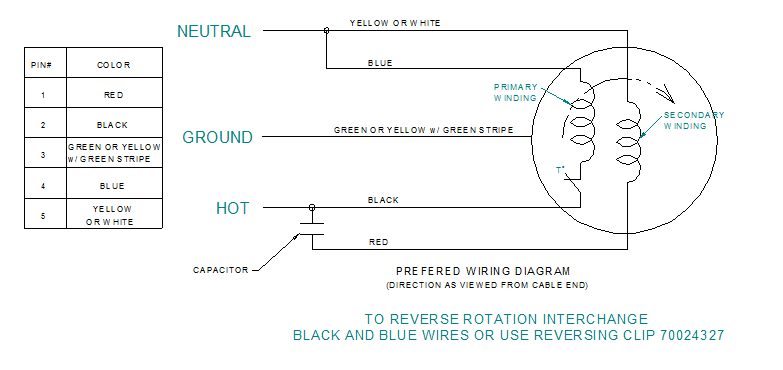 NEUTRAL
YELLOW OR WHITE
BLUE
PIN# COLOR
1 RED
2 BLACK
3 GREEN OR YELLOW
w/ GREEN STRIPE
4 BLUE
5 YELLOW
OR WHITE
PRIMARY
WINDING
SECONDARY
WINDING
GROUND
GREEN OR YELLOW w/ GREEN STRIPE
T°
HOT
BLACK
RED
CAPACITOR
PREFERED WIRING DIAGRAM
(DIRECTION AS VIEWED FROM CABLE END)
TO REVERSE ROTATION INTERCHANGE
BLACK AND BLUE WIRES OR USE REVERSING CLIP 70024327